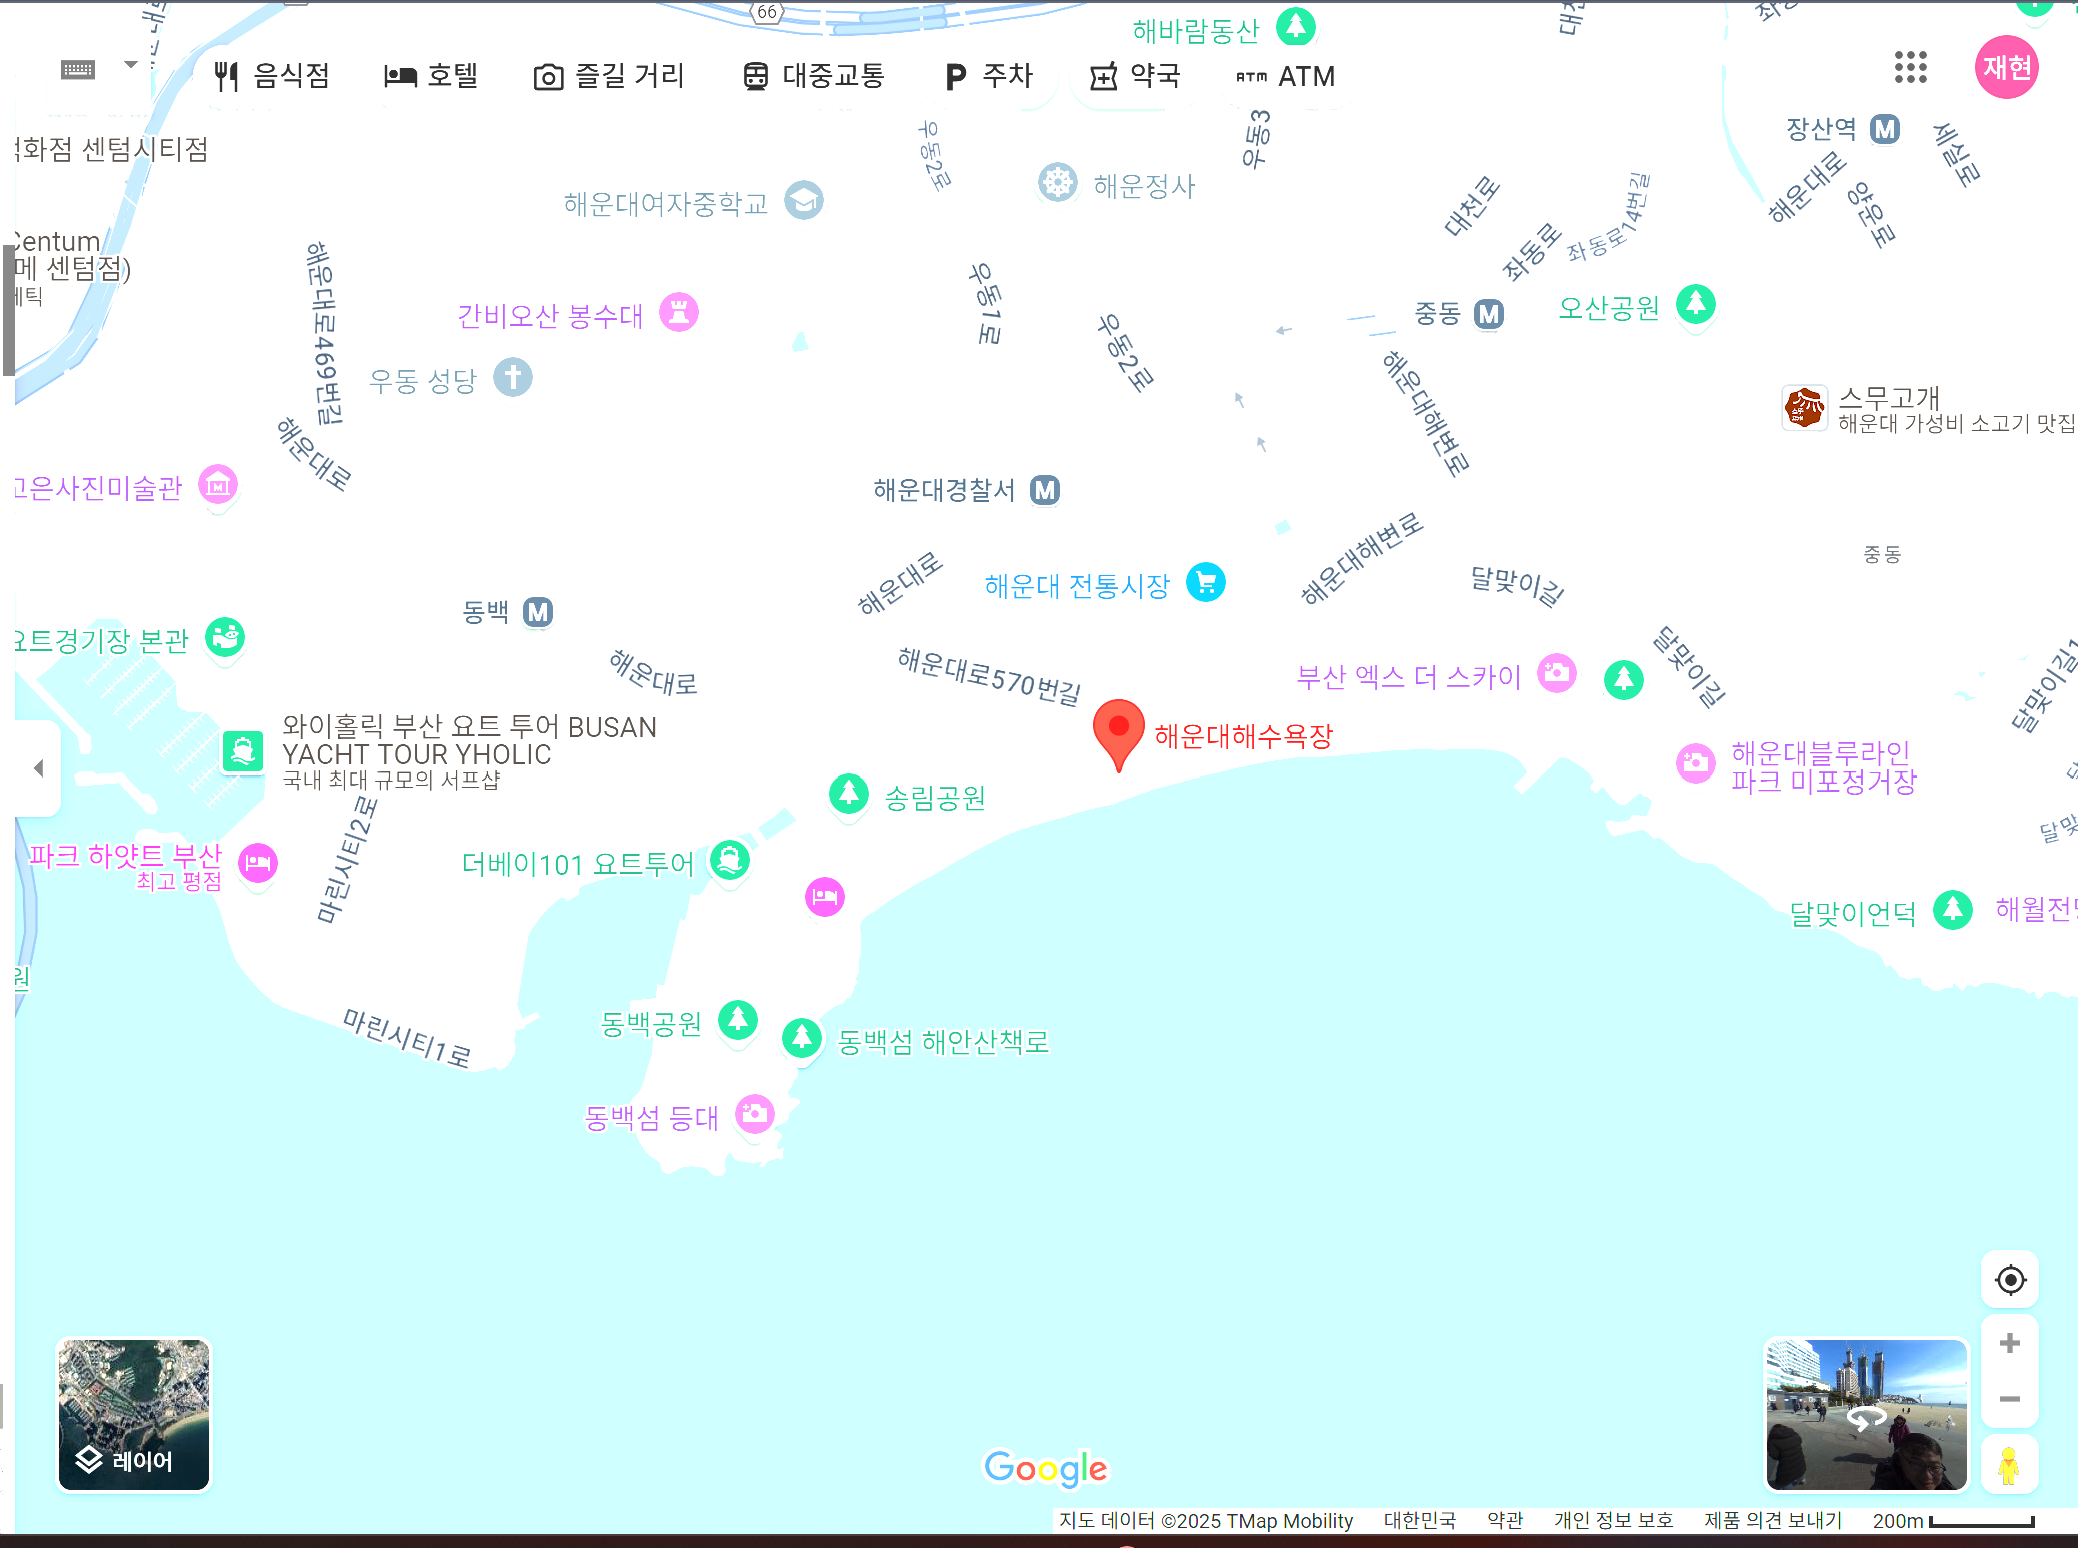 66
해바람동산
음식점
호텔
즐길 거리
대중교통
주차
약국
ATM
ATM
재현
화점 센텀시티점
장산역
M
세실로
해운대로
양운로
우동2로
우동3
해운대여자중학교
해운정사
대천로
좌동로
좌동로14번길
Centum
메 센텀점)
해운대로469번길
간비오산 봉수대
우동1로
우동2로
중동
M
오산공원
우동 성당
해운대해변로
스무고개
해운대 가성비 소고기 맛집
해운대로
고은사진미술관
해운대경찰서
M
해운대해변로
중동
해운대로
해운대 전통시장
달맞이길
동백
M
요트경기장 본관
해운대로
해운대로570번길
부산 엑스 더 스카이
달맞이길
달맞이길1
와이홀릭 부산 요트 투어 BUSAN
YACHT TOUR YHOLIC
국내 최대 규모의 서프샵
해운대해수욕장
해운대블루라인
파크 미포정거장
송림공원
마린시티2로
달맞
파크 하얏트 부산
최고 평점
더베이101 요트투어
달맞이언덕
해월전망
원
동백공원
동백섬 해안산책로
마린시티1로
동백섬 등대
레이어
Google
지도 데이터 ©2025 TMap Mobility
대한민국
약관
개인 정보 보호
제품 의견 보내기
200m